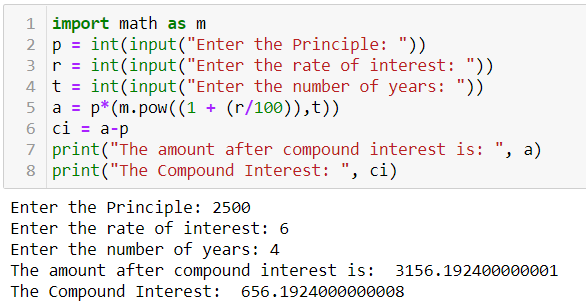 1 import math as m
2 p = int(input("Enter the Principle: "))
3 r = int(input("Enter the rate of interest: "))
4 t = int(input("Enter the number of years: "))
5 a = p*(m.pow((1 + (r/100)),t))
6 ci = a-p
7 print("The amount after compound interest is: ", a)
8 print("The Compound Interest: ", ci)
Enter the Principle: 2500
Enter the rate of interest: 6
Enter the number of years: 4
The amount after compound interest is:  3156.192400000001
The Compound Interest:  656.1924000000008